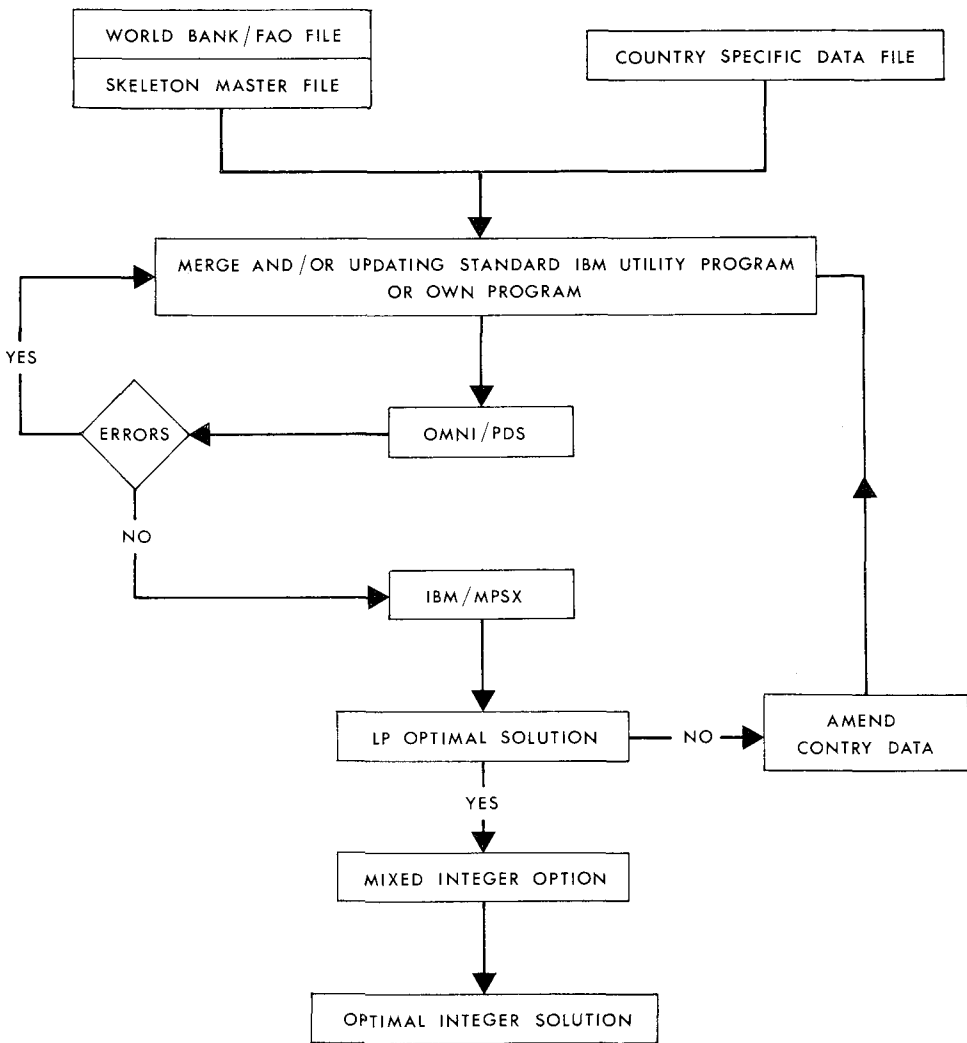 WORLD BANK/FAO FILE
SKELETON MASTER FILE
COUNTRY SPECIFIC DATA FILE
MERGE AND/OR UPDATING STANDARD IBM UTILITY PROGRAM
OR OWN PROGRAM
YES
ERRORS
OMNI/PDS
NO
IBM/MPSX
LP OPTIMAL SOLUTION
NO
AMEND
CONTRY DATA
YES
MIXED INTEGER OPTION
OPTIMAL INTEGER SOLUTION